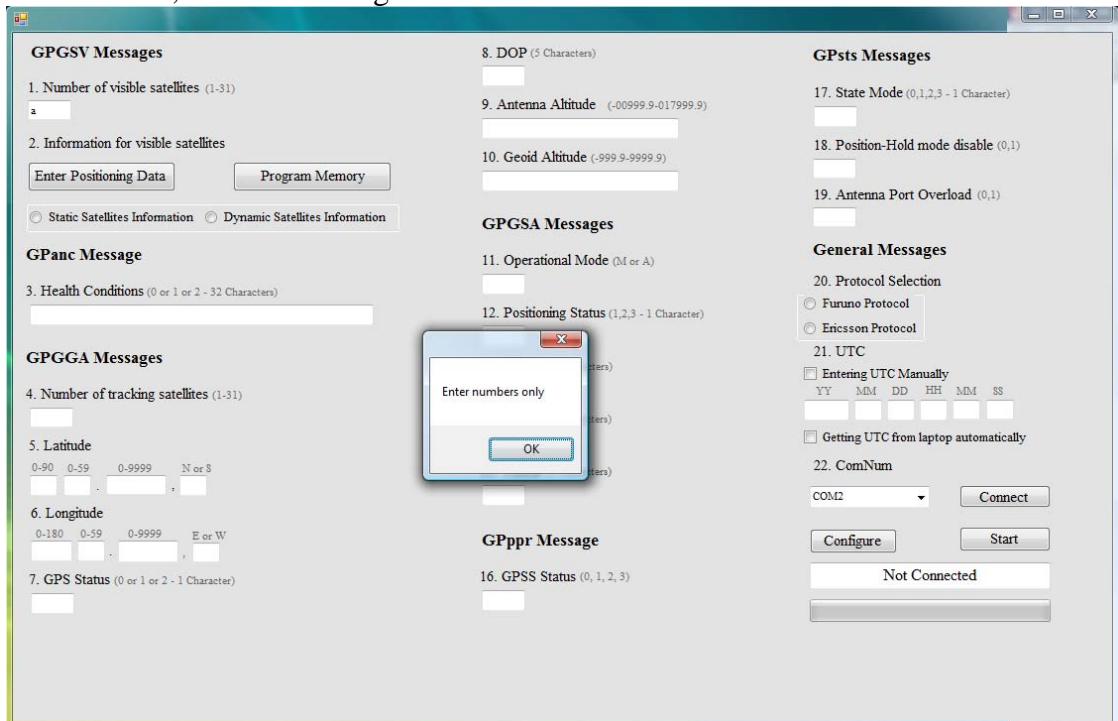 GPGSV Messages
1. Number of visible satellites (1-31)
a
2. Information for visible satellites
Enter Positioning Data
Program Memory
Static Satellites Information
Dynamic Satellites Information
GPanc Message
3. Health Conditions (0 or 1 or 2 - 32 Characters)
GPGGA Messages
4. Number of tracking satellites (1-31)
5. Latitude
0-90 0-59 0-9999 N or S
. ,
6. Longitude
0-180 0-59 0-9999 E or W
. ,
7. GPS Status (0 or 1 or 2 - 1 Character)
8. DOP (5 Characters)
9. Antenna Altitude (-00999.9-017999.9)
10. Geoid Altitude (-999.9-9999.9)
GPGSA Messages
11. Operational Mode (M or A)
12. Positioning Status (1,2,3 - 1 Character)
Enter numbers only
OK
GPppr Message
16. GPSS Status (0, 1, 2, 3)
GPsts Messages
17. State Mode (0,1,2,3 - 1 Character)
18. Position-Hold mode disable (0,1)
19. Antenna Port Overload (0,1)
General Messages
20. Protocol Selection
Furuno Protocol
Ericsson Protocol
21. UTC
Entering UTC Manually
YY MM DD HH MM SS
Getting UTC from laptop automatically
22. ComNum
COM2
Connect
Configure
Start
Not Connected